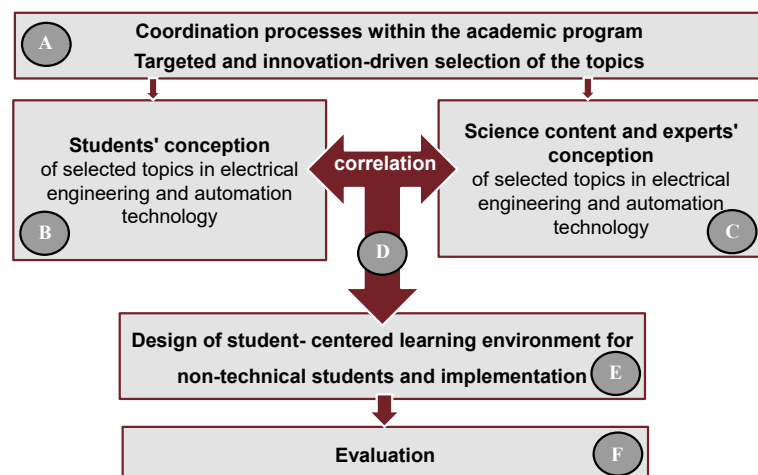 A
Coordination processes within the academic program
Targeted and innovation-driven selection of the topics
Students' conception
of selected topics in electrical
engineering and automation
technology
B
correlation
Science content and experts'
conception
of selected topics in electrical
engineering and automation
technology
C
D
Design of student- centered learning environment for
non-technical students and implementation
E
Evaluation
F